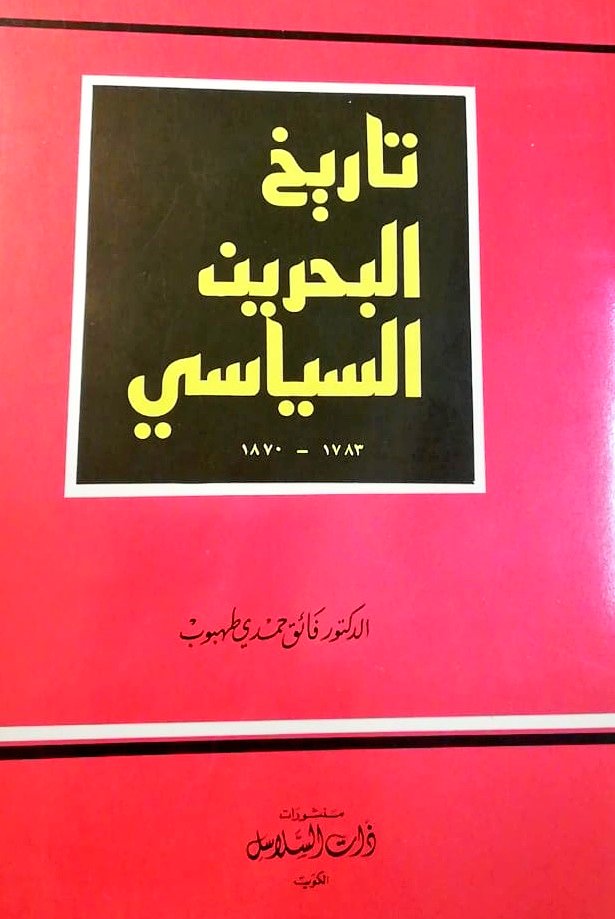 تاريخ
البحرين
السياسي
١٧٨٣ - ١٨٧٠
الدكتور فائق حمدي طهبوب
منشورات
ذات السلاسل
الكويت